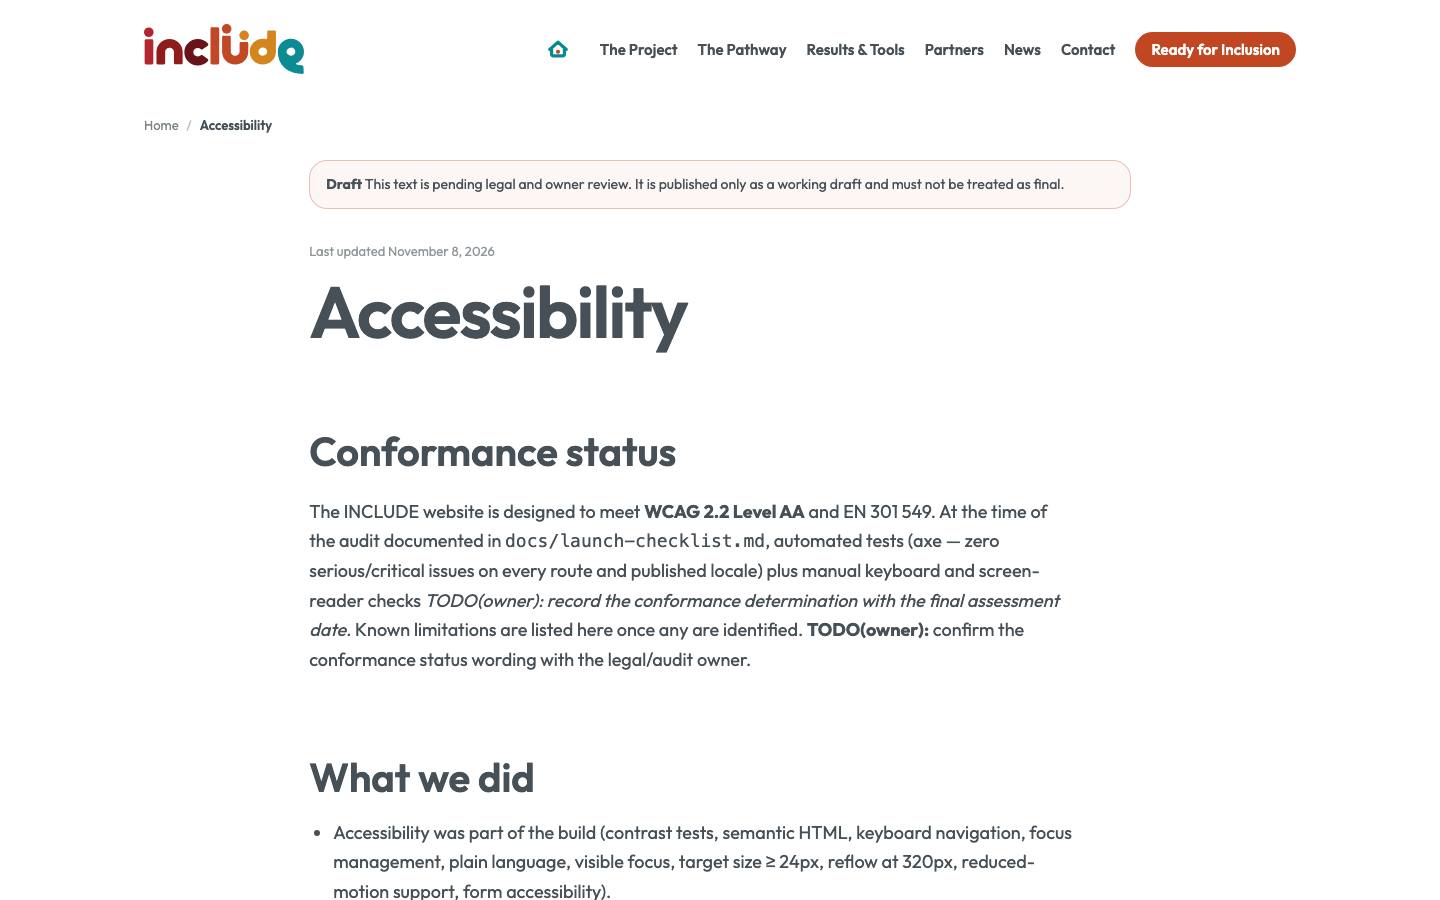 include
The Project The Pathway Results & Tools Partners News Contact Ready for Inclusion
Home / Accessibility
Draft This text is pending legal and owner review. It is published only as a working draft and must not be treated as final.
Last updated November 8, 2026
Accessibility
Conformance status
The INCLUDE website is designed to meet WCAG 2.2 Level AA and EN 301 549. At the time of
the audit documented in docs/launch-checklist.md, automated tests (axe — zero
serious/critical issues on every route and published locale) plus manual keyboard and screen-
reader checks TODO(owner): record the conformance determination with the final assessment
date. Known limitations are listed here once any are identified. TODO(owner): confirm the
conformance status wording with the legal/audit owner.
What we did
• Accessibility was part of the build (contrast tests, semantic HTML, keyboard navigation, focus
management, plain language, visible focus, target size ≥ 24px, reflow at 320px, reduced-
motion support, form accessibility).